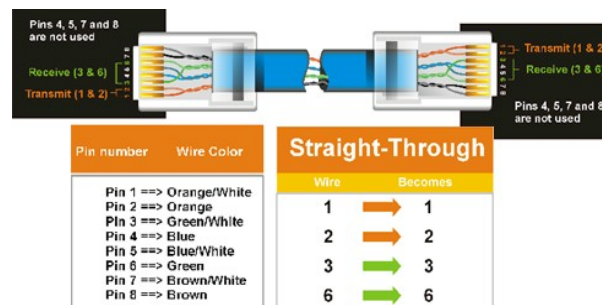 Pins 4, 5, 7 and 8
are not used
Receive (3 & 6)
Transmit (1 & 2)
Transmit (1 & 2)
Receive (3 & 6)
Pins 4, 5, 7 and 8
are not used
Pin number Wire Color
Pin 1 ==> Orange/White
Pin 2 ==> Orange
Pin 3 ==> Green/White
Pin 4 ==> Blue
Pin 5 ==> Blue/White
Pin 6 ==> Green
Pin 7 ==> Brown/White
Pin 8 ==> Brown
Straight-Through
Wire Becomes
1 1
2 2
3 3
6 6